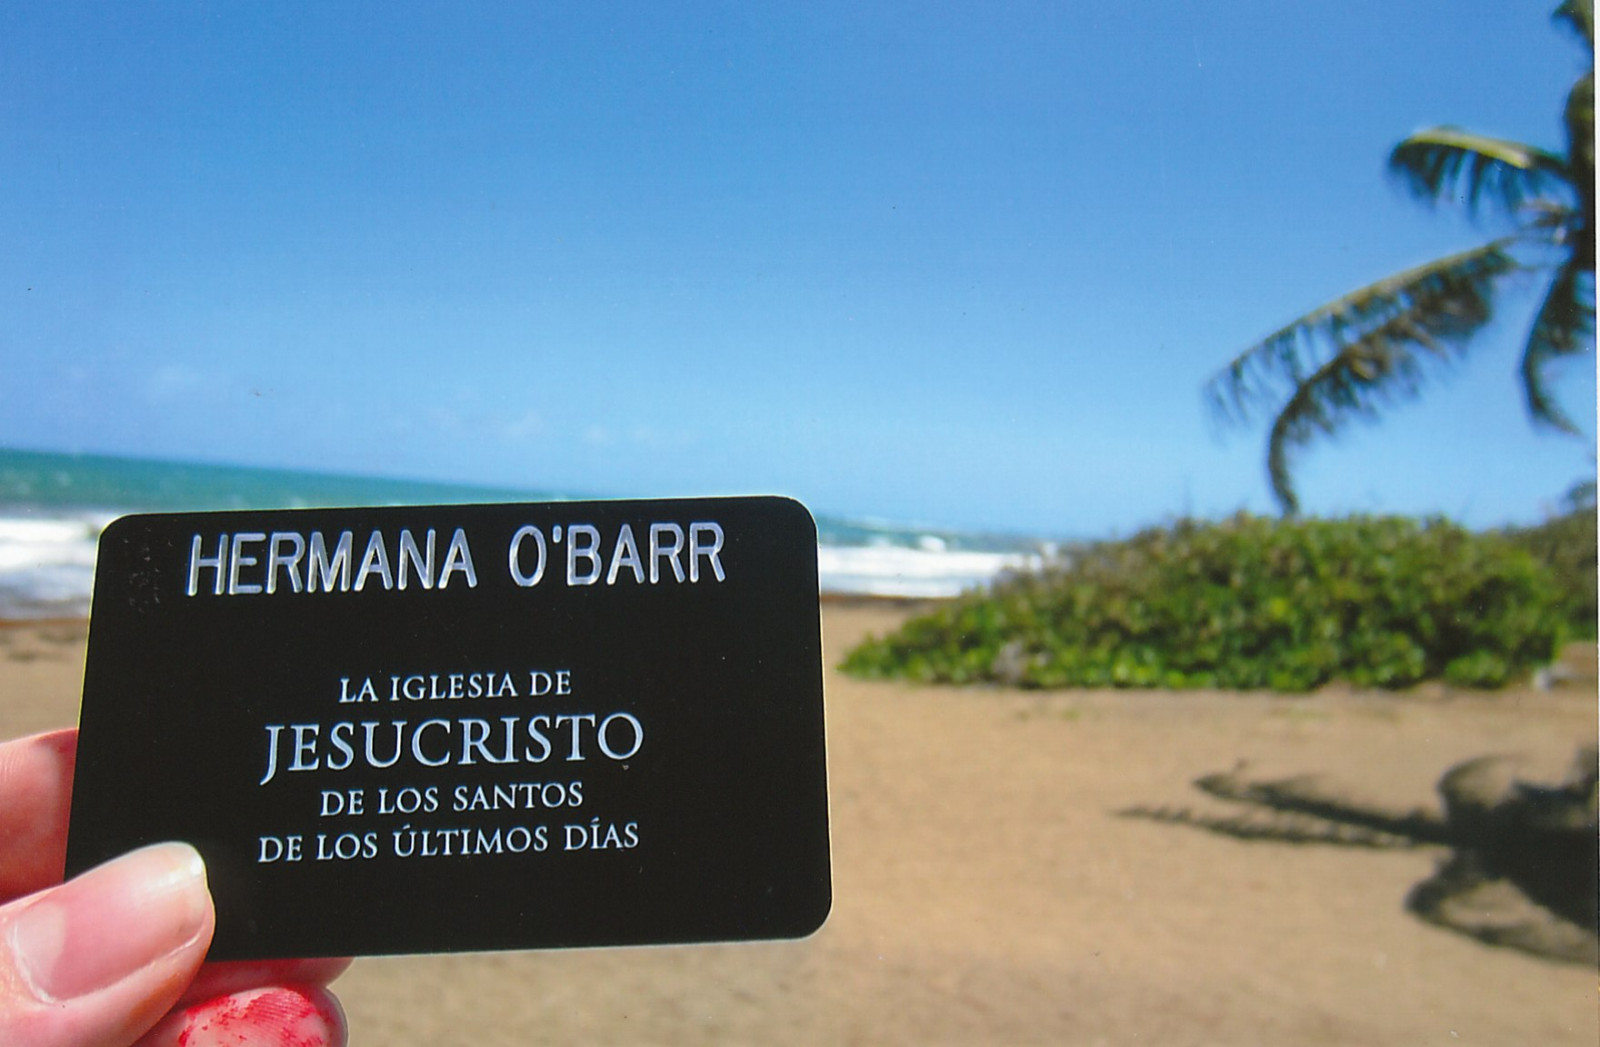 HERMANA O'BARR
LA IGLESIA DE
JESUCRISTO
DE LOS SANTOS
DE LOS ÚLTIMOS DÍAS